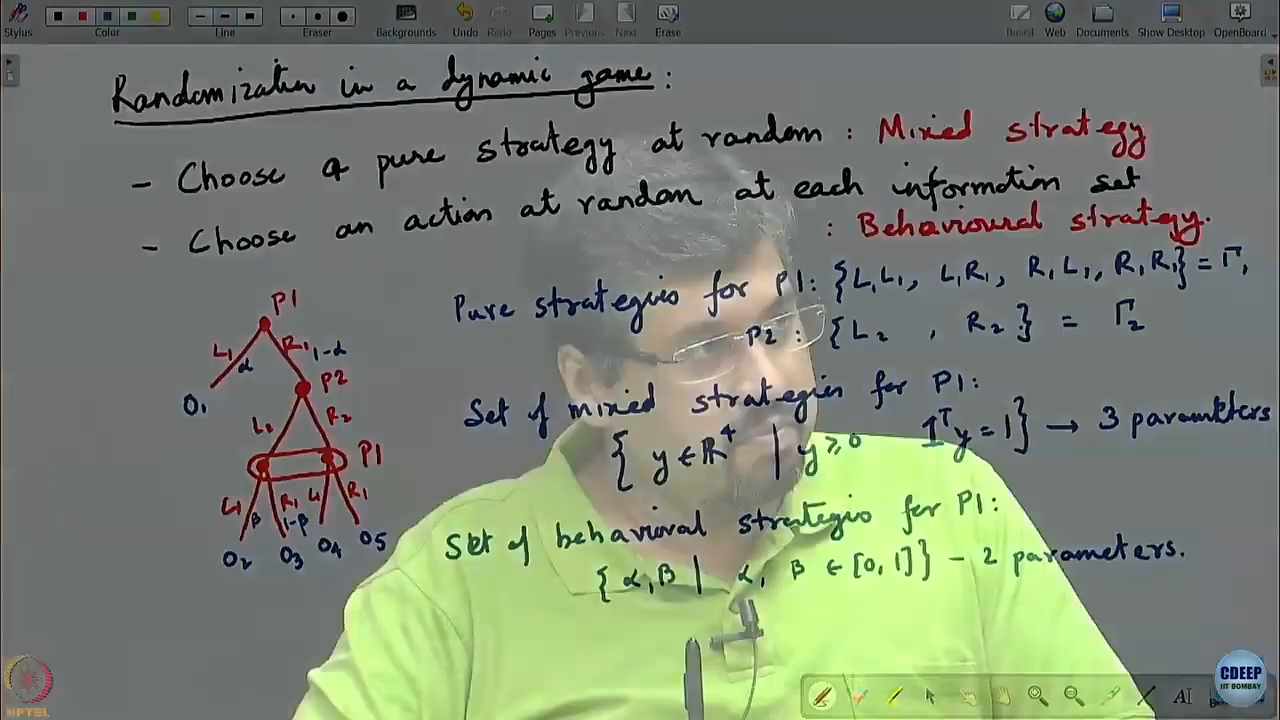 Stylus Color Line Eraser Backgrounds Undo Redo Pages Previous Next Erase Board Web Documents Show Desktop OpenBoard
Randomization in a dynamic game :
- Choose a pure strategy at random : Mixed strategy
- Choose an action at random at each information set
: Behavioural strategy.
Pure strategies for P1: {L₁L₁, L₁R₁, R₁L₁, R₁R₁} = Γ₁
P2 : {L₂ , R₂} = Γ₂
Set of mixed strategies for P1:
{ y ∈ ℝ⁴ | y ≥ 0 1ᵀy = 1} → 3 parameters
Set of behavioral strategies for P1:
{ α, β | α, β ∈ [0, 1]} - 2 parameters.
P1
L₁ α R₁ 1-α
O₁ P2
L₂ R₂
P1
L₁ β R₁ 1-β L₁ R₁
O₂ O₃ O₄ O₅
NPTEL
CDEEP
IIT BOMBAY
AI